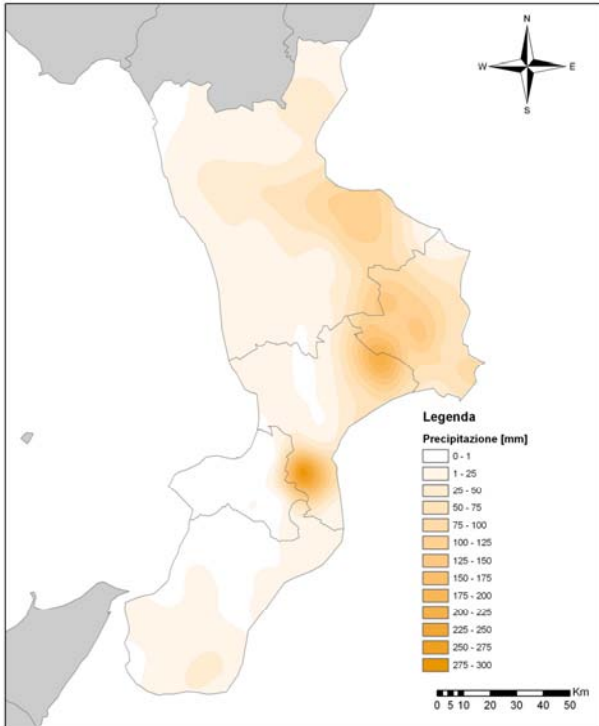 N
W E
S
Legenda
Precipitazione [mm]
0 - 1
1 - 25
25 - 50
50 - 75
75 - 100
100 - 125
125 - 150
150 - 175
175 - 200
200 - 225
225 - 250
250 - 275
275 - 300
Km
0 5 10 20 30 40 50